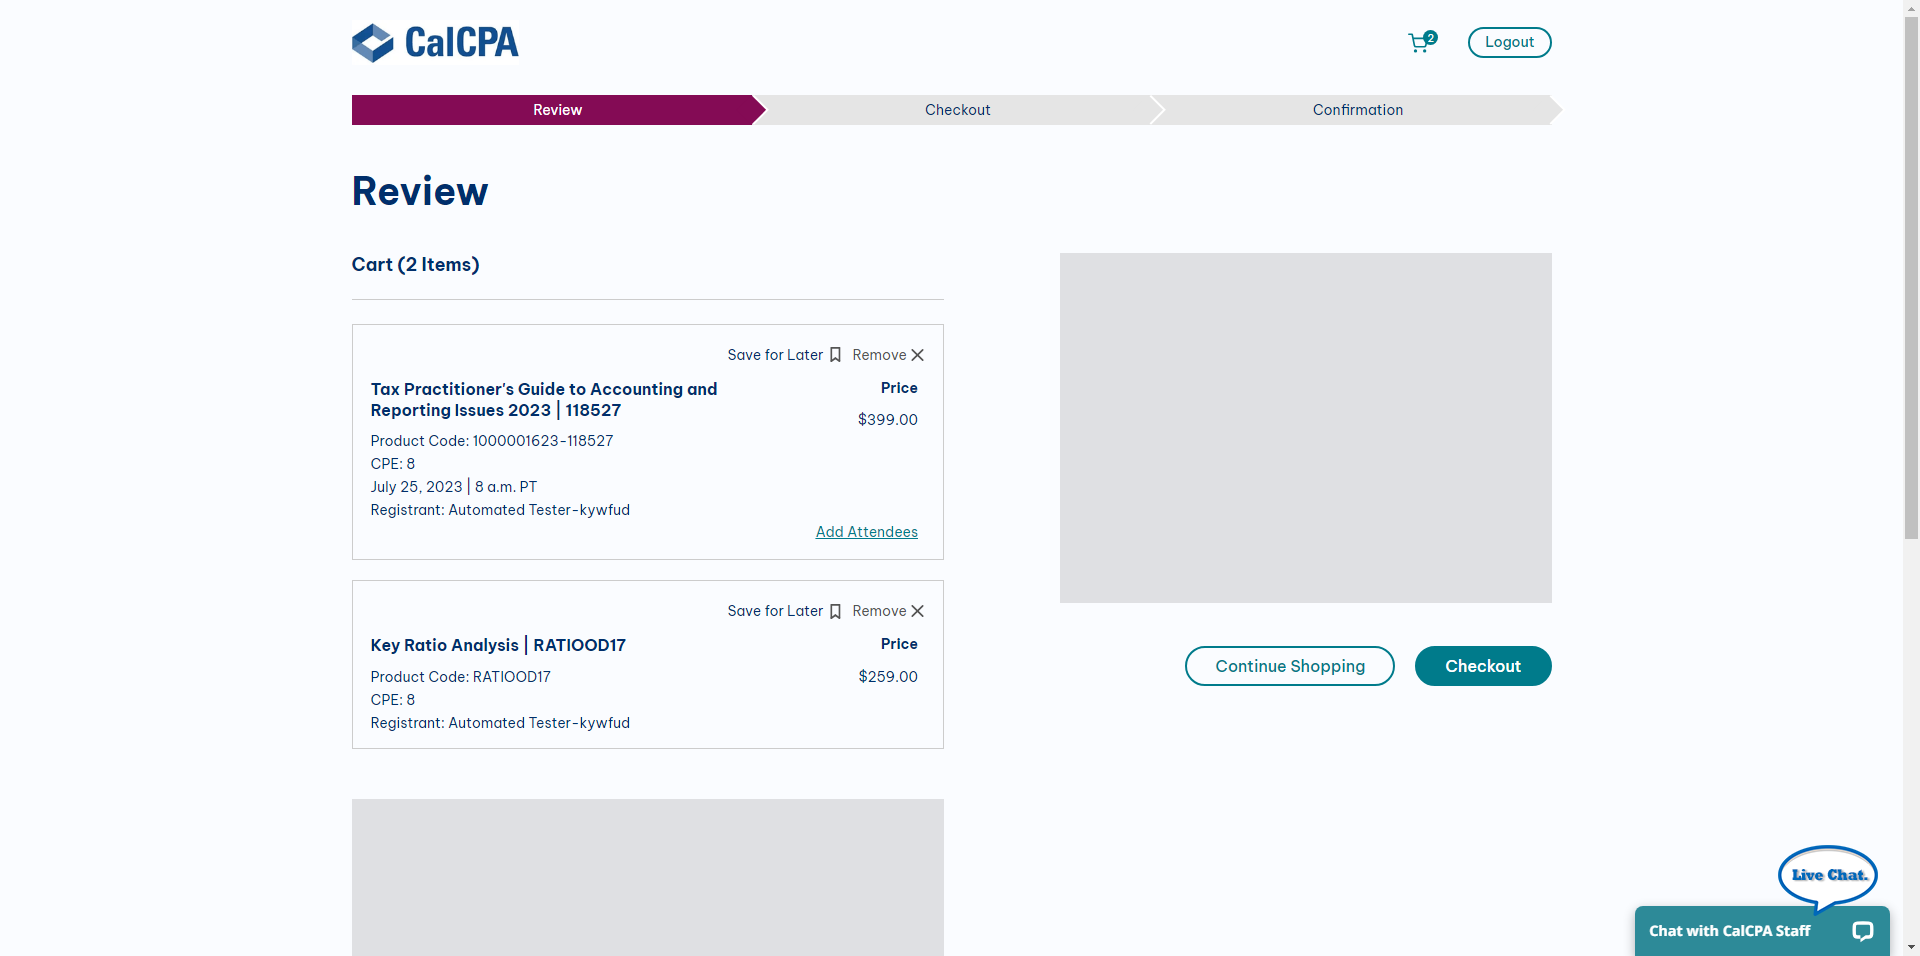 CalCPA
2
Logout
Review
Checkout
Confirmation
Review
Cart (2 Items)
Save for Later
Remove
Tax Practitioner's Guide to Accounting and
Reporting Issues 2023 | 118527
Price
$399.00
Product Code: 1000001623-118527
CPE: 8
July 25, 2023 | 8 a.m. PT
Registrant: Automated Tester-kywfud
Add Attendees
Save for Later
Remove
Key Ratio Analysis | RATIOOD17
Price
Product Code: RATIOOD17
$259.00
CPE: 8
Registrant: Automated Tester-kywfud
Continue Shopping
Checkout
Live Chat.
Chat with CalCPA Staff